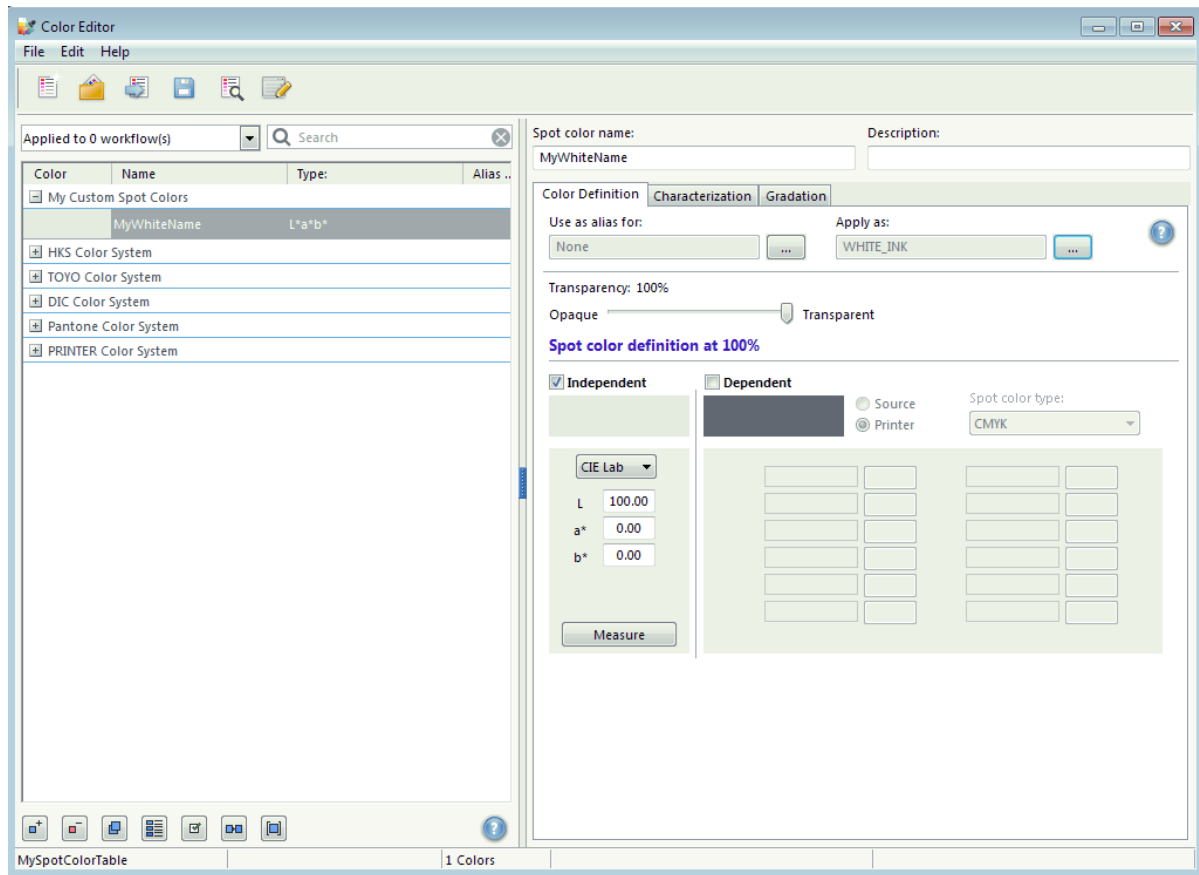 Color Editor
File Edit Help
Applied to 0 workflow(s) Search
Spot color name: Description:
MyWhiteName
Color Name Type: Alias ..
My Custom Spot Colors
MyWhiteName L*a*b*
HKS Color System
TOYO Color System
DIC Color System
Pantone Color System
PRINTER Color System
Color Definition Characterization Gradation
Use as alias for: Apply as:
None ... WHITE_INK ...
Transparency: 100%
Opaque Transparent
Spot color definition at 100%
Independent Dependent
Source
Printer
Spot color type:
CMYK
CIE Lab
L 100.00
a* 0.00
b* 0.00
Measure
MySpotColorTable 1 Colors